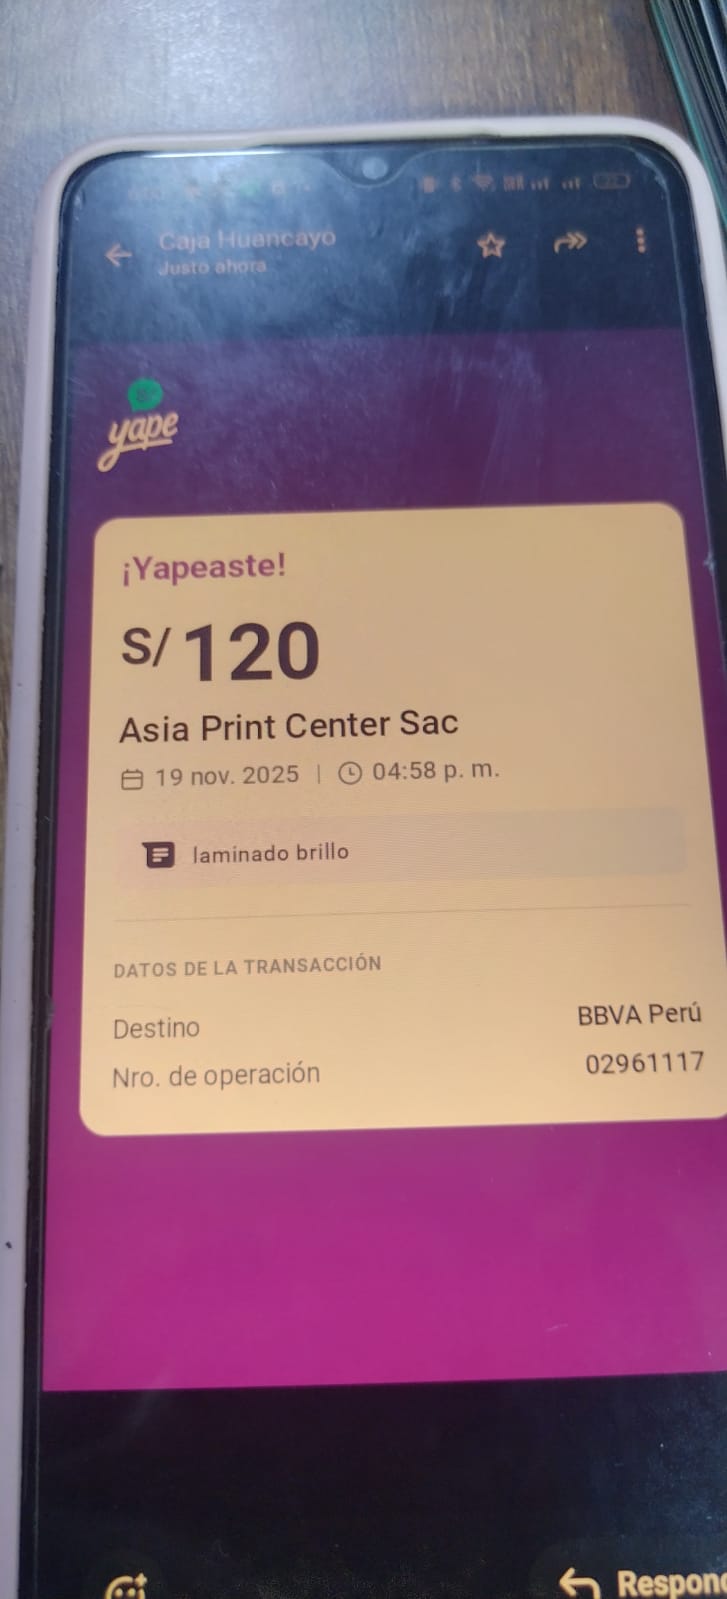 Caja Huancayo
Justo ahora
S/
yape
¡Yapeaste!
S/ 120
Asia Print Center Sac
19 nov. 2025 | 04:58 p. m.
laminado brillo
DATOS DE LA TRANSACCIÓN
Destino BBVA Perú
Nro. de operación 02961117
Respond